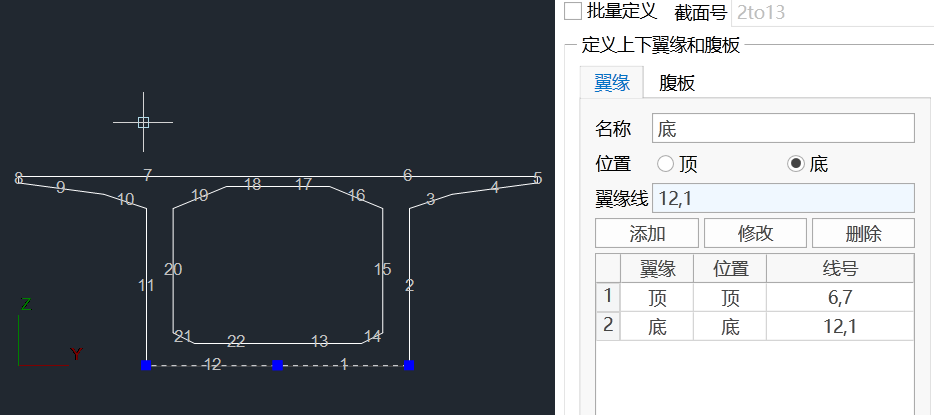 批量定义 截面号 2to13
定义上下翼缘和腹板
翼缘 腹板
名称 底
位置 顶 底
翼缘线 12,1
添加 修改 删除
翼缘 位置 线号
1 顶 顶 6,7
2 底 底 12,1
8 7 6 5
9 10 19 18 17 16 3 4
11 20 15 2
21 22 13 14
12 1
Z
Y